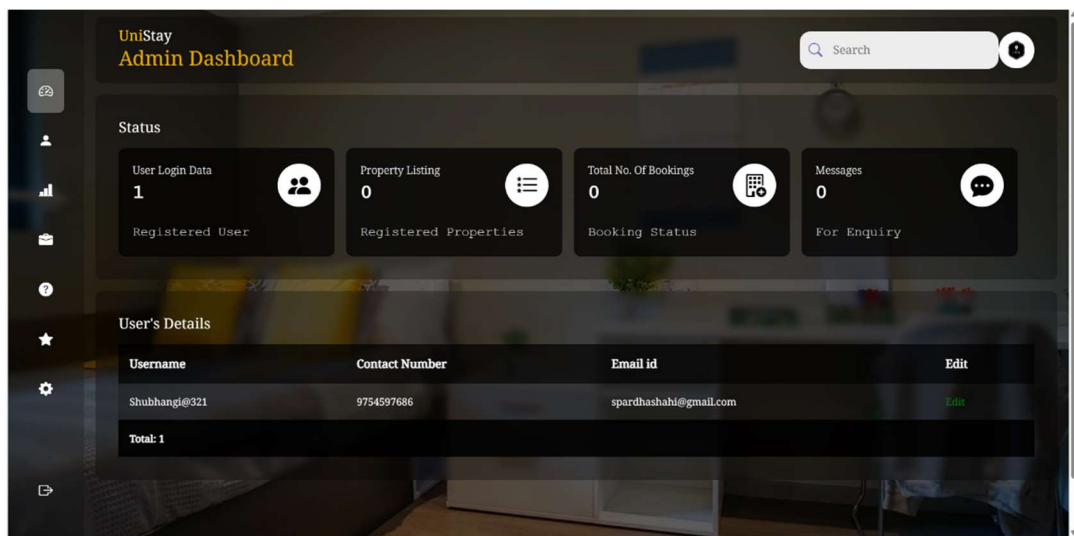 UniStay
Admin Dashboard
Search
Status
User Login Data
1
Registered User
Property Listing
0
Registered Properties
Total No. Of Bookings
0
Booking Status
Messages
0
For Enquiry
User's Details
Username Contact Number Email id Edit
Shubhangi@321 9754597686 spardhashahi@gmail.com Edit
Total: 1